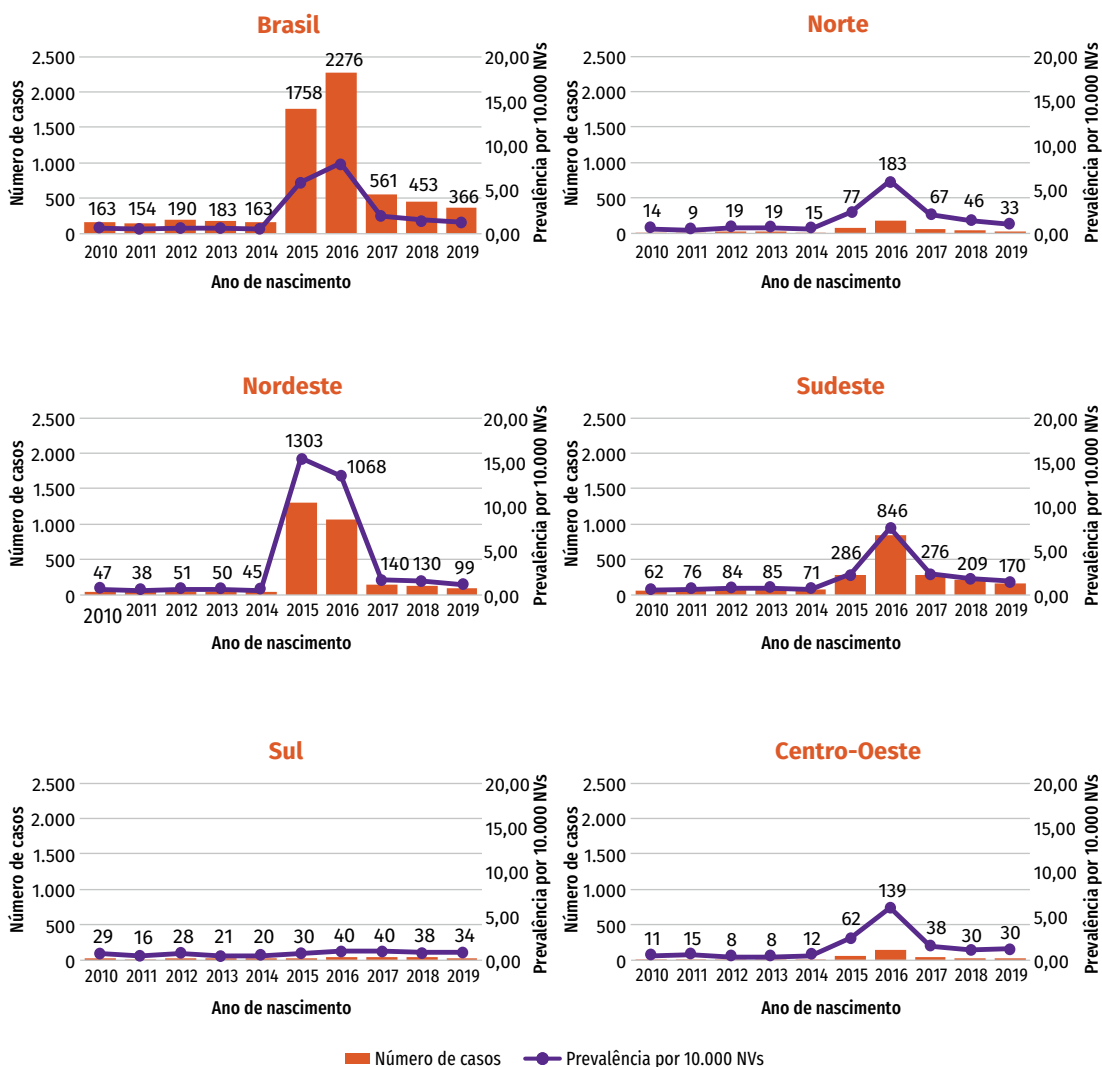 Brasil
Número de casos
2.500
2.000
1.500
1.000
500
0
163 154 190 183 163 1758 2276 561 453 366
20,00
15,00
10,00
5,00
0,00
Prevalência por 10.000 NVs
2010 2011 2012 2013 2014 2015 2016 2017 2018 2019
Ano de nascimento
Norte
Número de casos
2.500
2.000
1.500
1.000
500
0
14 9 19 19 15 77 183 67 46 33
20,00
15,00
10,00
5,00
0,00
Prevalência por 10.000 NVs
2010 2011 2012 2013 2014 2015 2016 2017 2018 2019
Ano de nascimento
Nordeste
Número de casos
2.500
2.000
1.500
1.000
500
0
47 38 51 50 45 1303 1068 140 130 99
20,00
15,00
10,00
5,00
0,00
Prevalência por 10.000 NVs
2010 2011 2012 2013 2014 2015 2016 2017 2018 2019
Ano de nascimento
Sudeste
Número de casos
2.500
2.000
1.500
1.000
500
0
62 76 84 85 71 286 846 276 209 170
20,00
15,00
10,00
5,00
0,00
Prevalência por 10.000 NVs
2010 2011 2012 2013 2014 2015 2016 2017 2018 2019
Ano de nascimento
Sul
Número de casos
2.500
2.000
1.500
1.000
500
0
29 16 28 21 20 30 40 40 38 34
20,00
15,00
10,00
5,00
0,00
Prevalência por 10.000 NVs
2010 2011 2012 2013 2014 2015 2016 2017 2018 2019
Ano de nascimento
Centro-Oeste
Número de casos
2.500
2.000
1.500
1.000
500
0
11 15 8 8 12 62 139 38 30 30
20,00
15,00
10,00
5,00
0,00
Prevalência por 10.000 NVs
2010 2011 2012 2013 2014 2015 2016 2017 2018 2019
Ano de nascimento
Número de casos Prevalência por 10.000 NVs